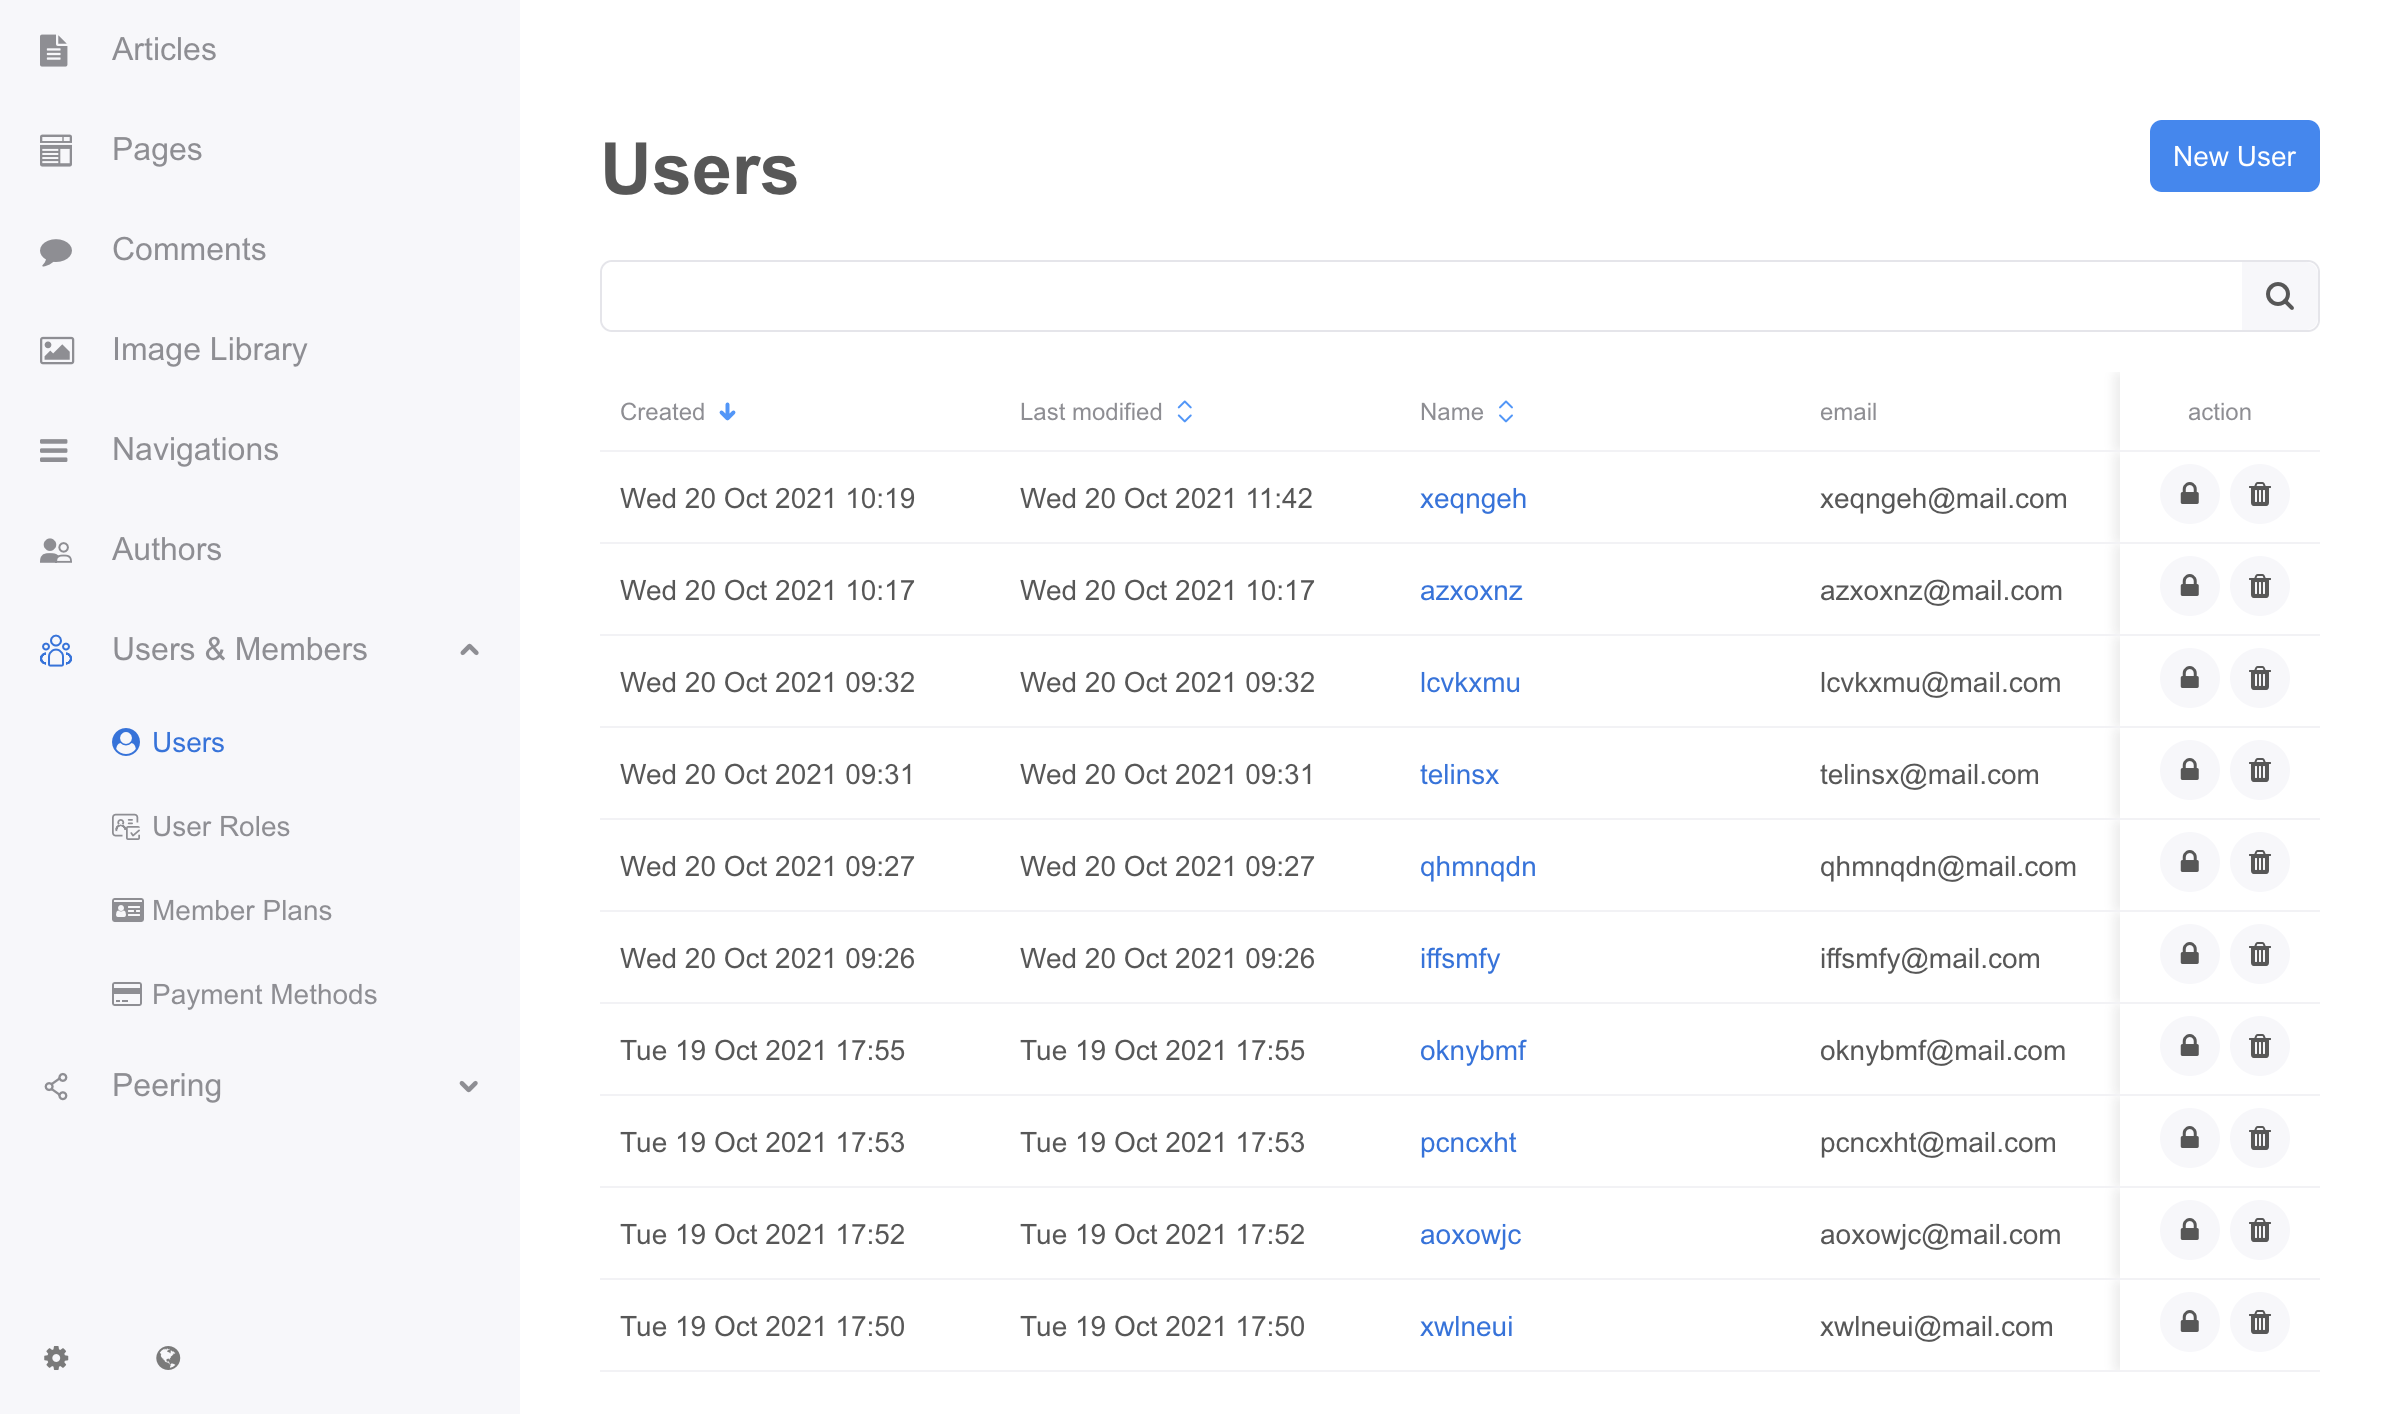 Articles
Pages
Comments
Image Library
Navigations
Authors
Users & Members
Users
User Roles
Member Plans
Payment Methods
Peering
Users
New User
Created Last modified Name email action
Wed 20 Oct 2021 10:19 Wed 20 Oct 2021 11:42 xeqngeh xeqngeh@mail.com
Wed 20 Oct 2021 10:17 Wed 20 Oct 2021 10:17 azxoxnz azxoxnz@mail.com
Wed 20 Oct 2021 09:32 Wed 20 Oct 2021 09:32 lcvkxmu lcvkxmu@mail.com
Wed 20 Oct 2021 09:31 Wed 20 Oct 2021 09:31 telinsx telinsx@mail.com
Wed 20 Oct 2021 09:27 Wed 20 Oct 2021 09:27 qhmnqdn qhmnqdn@mail.com
Wed 20 Oct 2021 09:26 Wed 20 Oct 2021 09:26 iffsmfy iffsmfy@mail.com
Tue 19 Oct 2021 17:55 Tue 19 Oct 2021 17:55 oknybmf oknybmf@mail.com
Tue 19 Oct 2021 17:53 Tue 19 Oct 2021 17:53 pcncxht pcncxht@mail.com
Tue 19 Oct 2021 17:52 Tue 19 Oct 2021 17:52 aoxowjc aoxowjc@mail.com
Tue 19 Oct 2021 17:50 Tue 19 Oct 2021 17:50 xwlneui xwlneui@mail.com